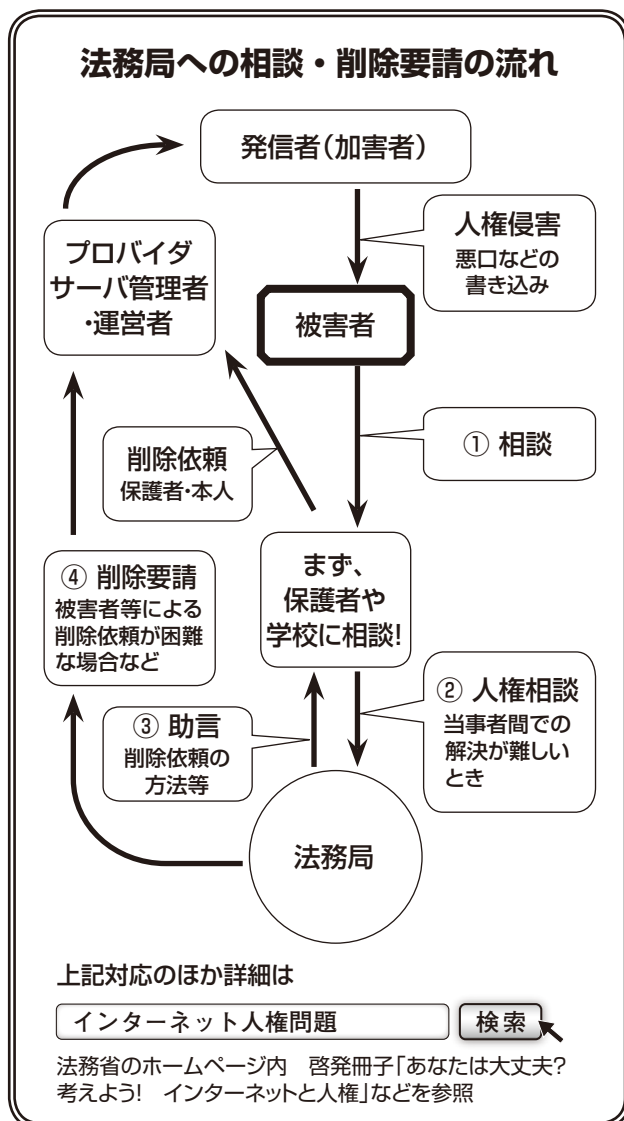 法務局への相談・削除要請の流れ
発信者(加害者)
人権侵害
悪口などの
書き込み
プロバイダ
サーバ管理者
・運営者
被害者
① 相談
削除依頼
保護者・本人
まず、
保護者や
学校に相談!
④ 削除要請
被害者等による
削除依頼が困難
な場合など
② 人権相談
当事者間での
解決が難しい
とき
③ 助言
削除依頼の
方法等
法務局
上記対応のほか詳細は
インターネット人権問題
検索
法務省のホームページ内　啓発冊子「あなたは大丈夫?
考えよう!　インターネットと人権」などを参照